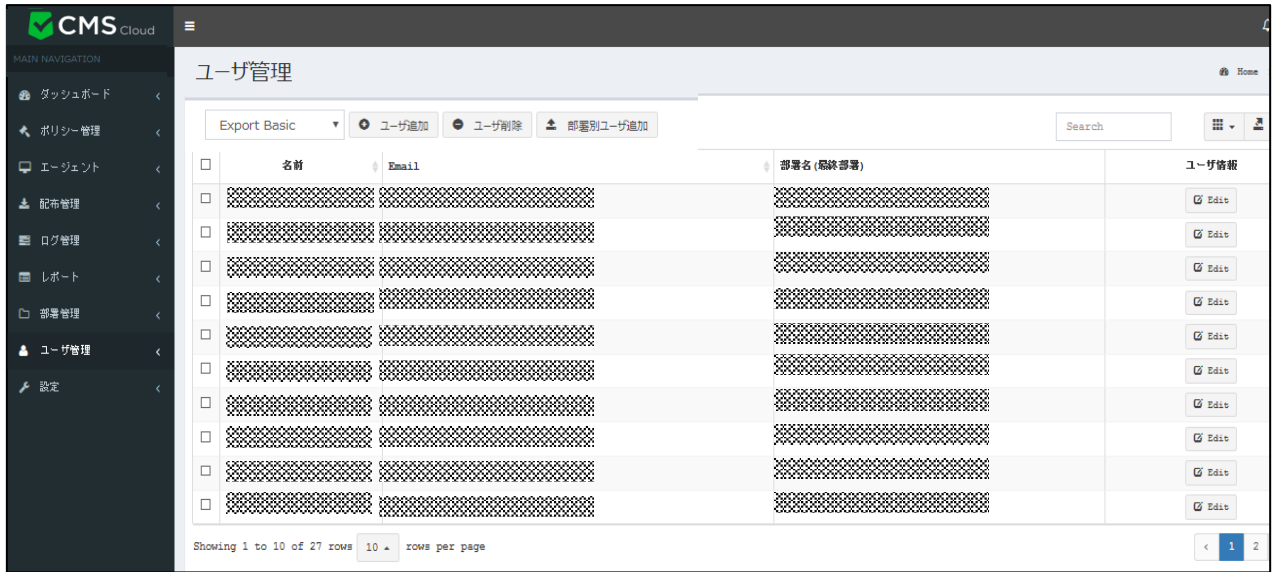 CMS Cloud
MAIN NAVIGATION
ダッシュボード
ポリシー管理
エージェント
配布管理
ログ管理
レポート
部署管理
ユーザ管理
設定
ユーザ管理
Home
Export Basic ユーザ追加 ユーザ削除 部署別ユーザ追加 Search
名前 Email 部署名(最終部署) ユーザ情報
Edit
Edit
Edit
Edit
Edit
Edit
Edit
Edit
Edit
Edit
Showing 1 to 10 of 27 rows 10 rows per page ‹ 1 2